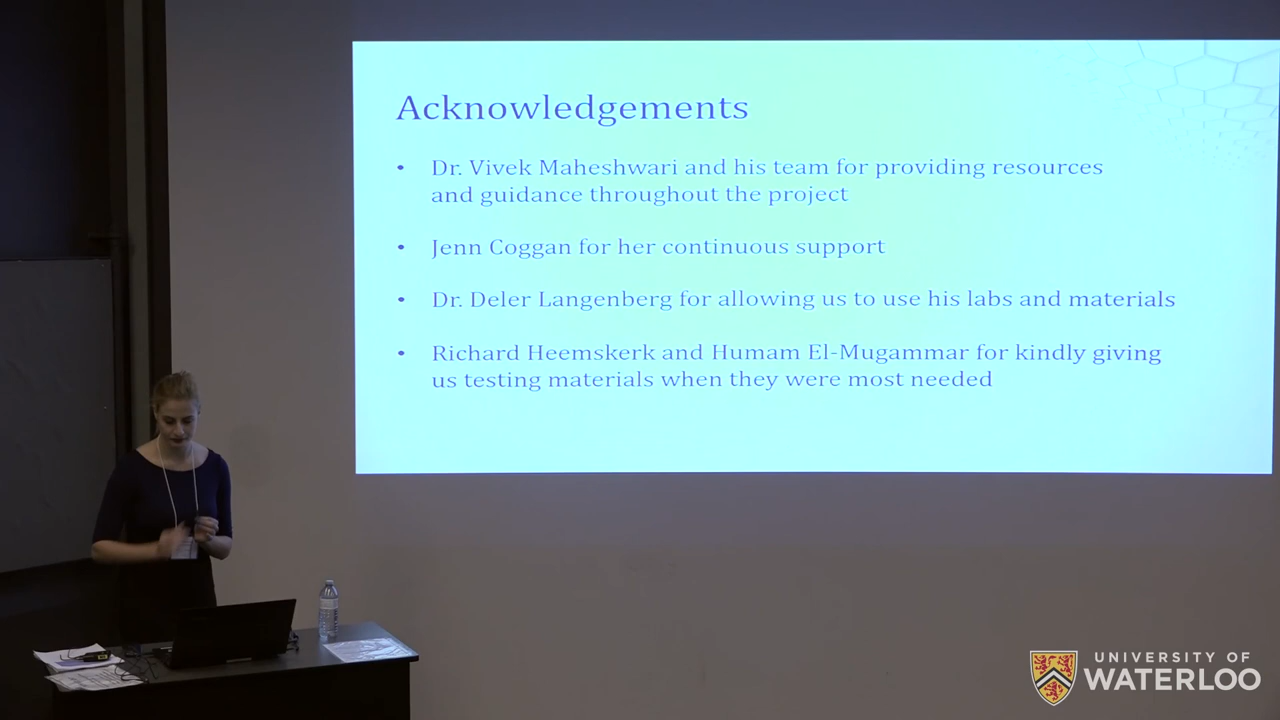 Acknowledgements
• Dr. Vivek Maheshwari and his team for providing resources
and guidance throughout the project
• Jenn Coggan for her continuous support
• Dr. Deler Langenberg for allowing us to use his labs and materials
• Richard Heemskerk and Humam El-Mugammar for kindly giving
us testing materials when they were most needed
UNIVERSITY OF
WATERLOO